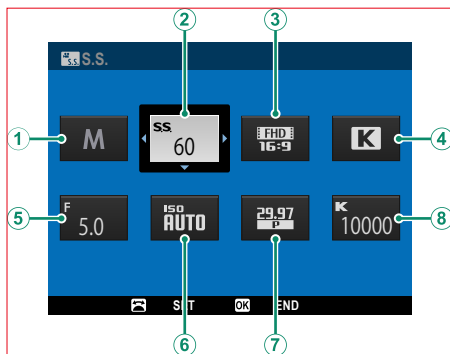 S.S. S.S.
2 3
1 M S.S. 60 FHD 16:9 K 4
5 F 5.0 ISO AUTO 29.97 P K 10000 8
SET OK END
6 7